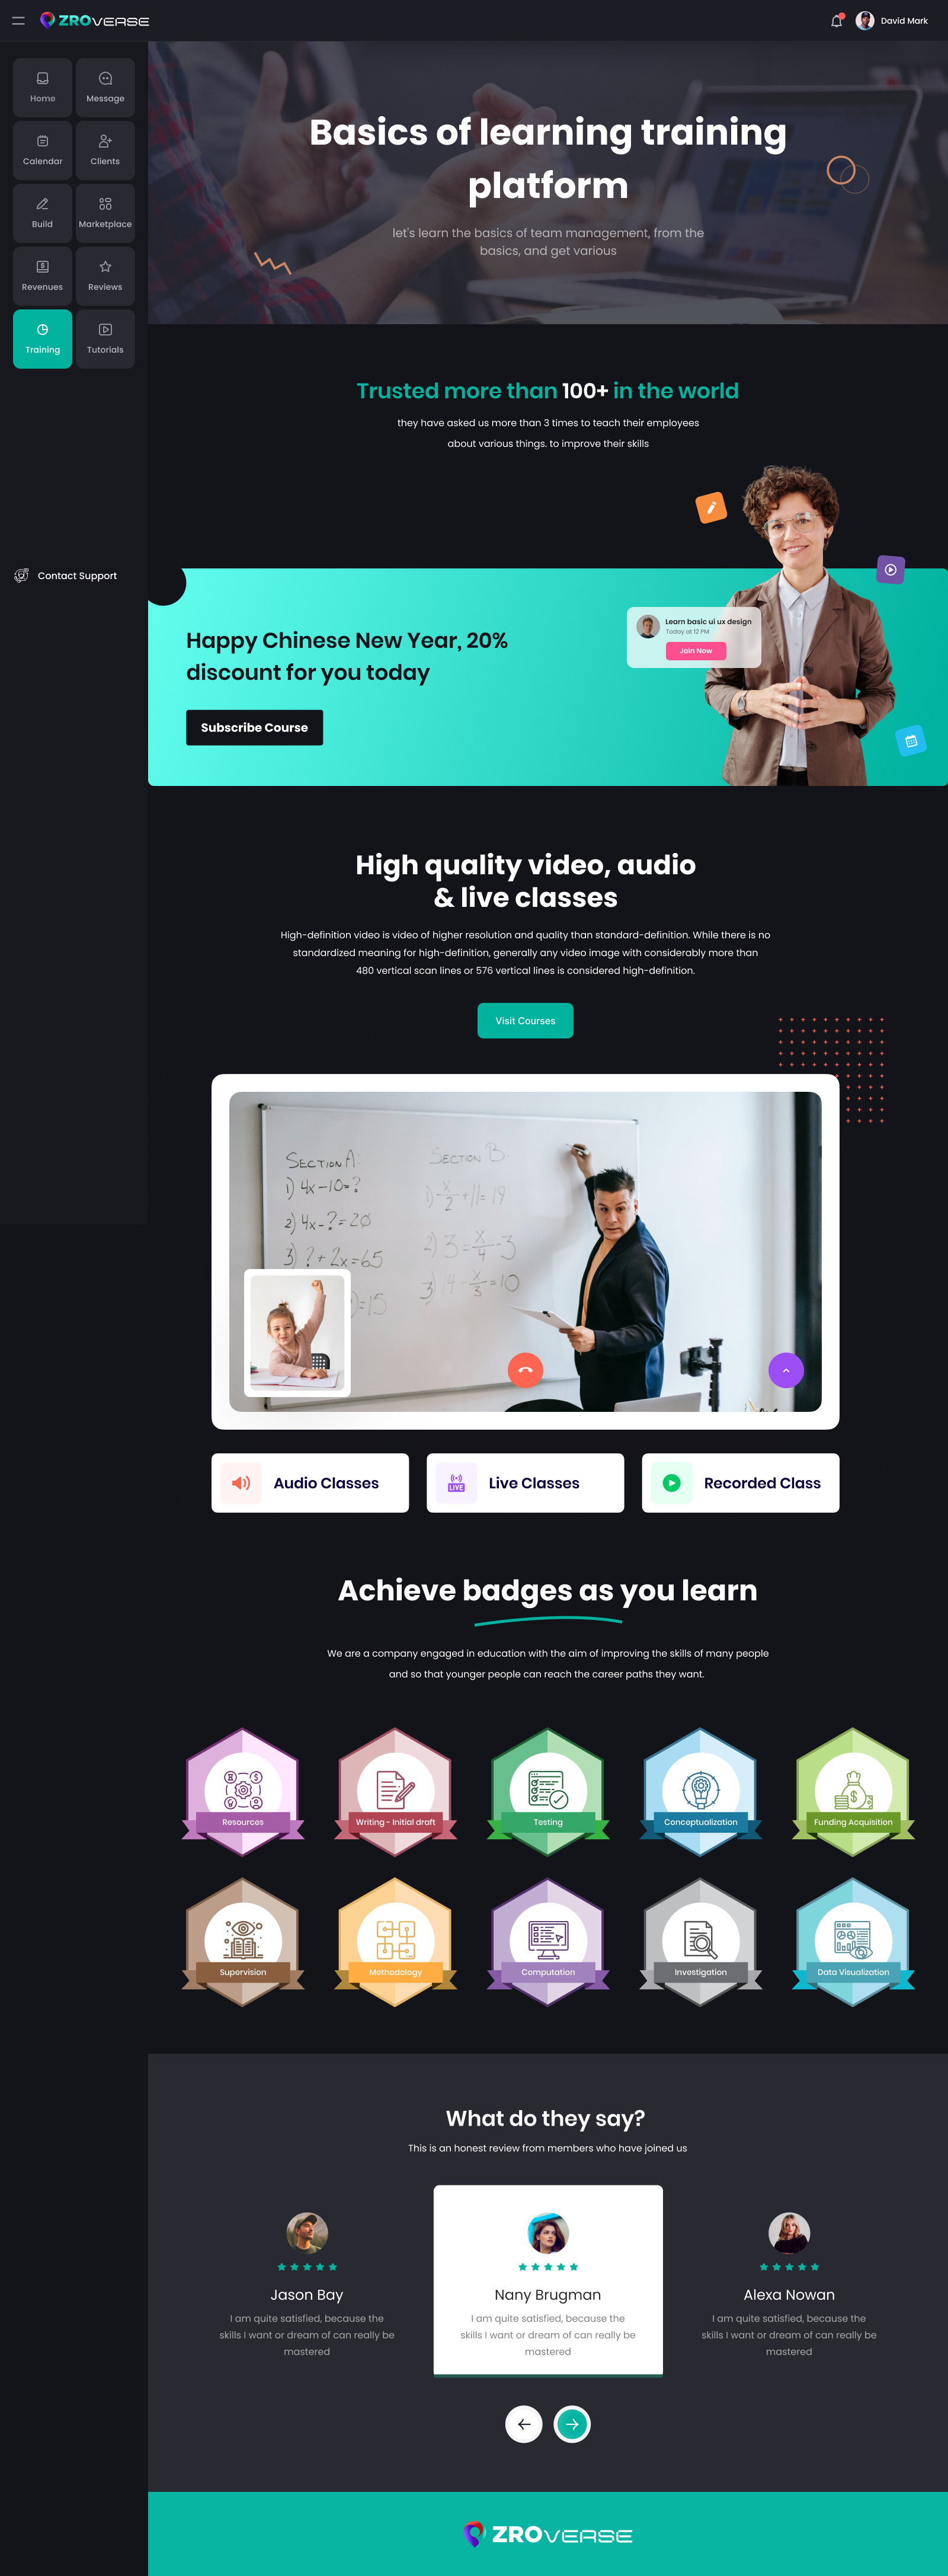 ZROVERSE
David Mark
Home
Message
Calendar
Clients
Build
Marketplace
Revenues
Reviews
Training
Tutorials
Contact Support
Basics of learning training
platform
let's learn the basics of team management, from the
basics, and get various
Trusted more than 100+ in the world
they have asked us more than 3 times to teach their employees
about various things. to improve their skills
Learn basic ui ux design
Today at 12 PM
Join Now
Happy Chinese New Year, 20%
discount for you today
Subscribe Course
High quality video, audio
& live classes
High-definition video is video of higher resolution and quality than standard-definition. While there is no
standardized meaning for high-definition, generally any video image with considerably more than
480 vertical scan lines or 576 vertical lines is considered high-definition.
Visit Courses
SECTION A:
1) 4x-10=?
2) 4x-?=20
3) ?+2x=65
=15
SECTION B:
1) -x/2+11=19
2) 3=x/4-3
3) 14-x/3=10
Audio Classes
LIVE
Live Classes
Recorded Class
Achieve badges as you learn
We are a company engaged in education with the aim of improving the skills of many people
and so that younger people can reach the career paths they want.
Resources
Writing - Initial draft
Testing
Conceptualization
Funding Acquisition
Supervision
Methodology
Computation
Investigation
Data Visualization
What do they say?
This is an honest review from members who have joined us
Jason Bay
I am quite satisfied, because the
skills I want or dream of can really be
mastered
Nany Brugman
I am quite satisfied, because the
skills I want or dream of can really be
mastered
Alexa Nowan
I am quite satisfied, because the
skills I want or dream of can really be
mastered
ZROVERSE